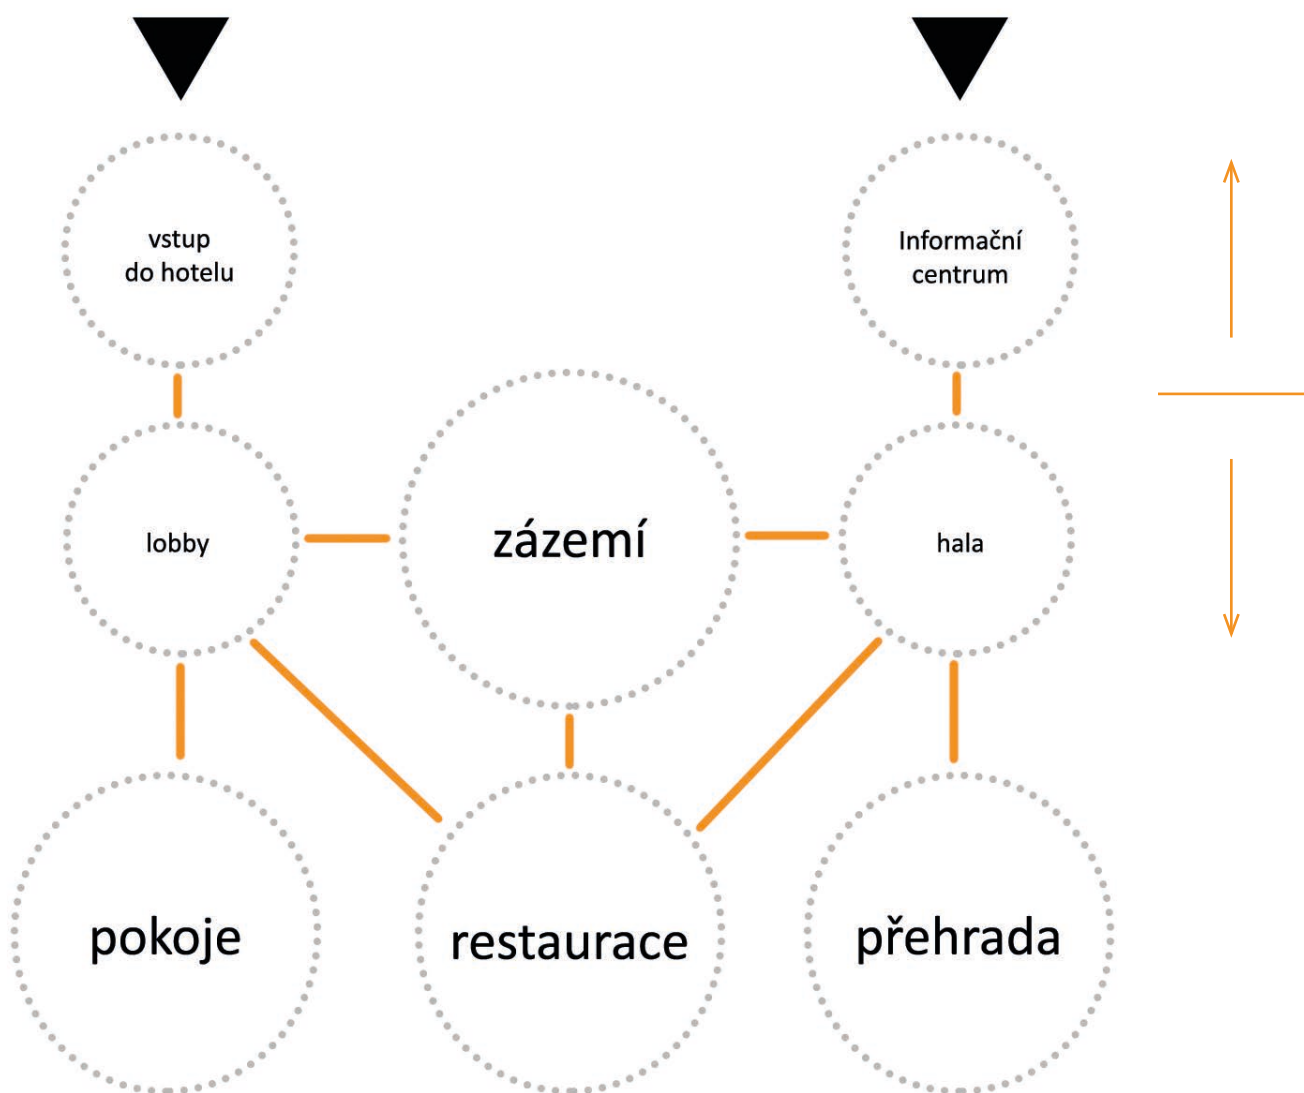 vstup
do hotelu
Informační
centrum
lobby
zázemí
hala
pokoje
restaurace
přehrada